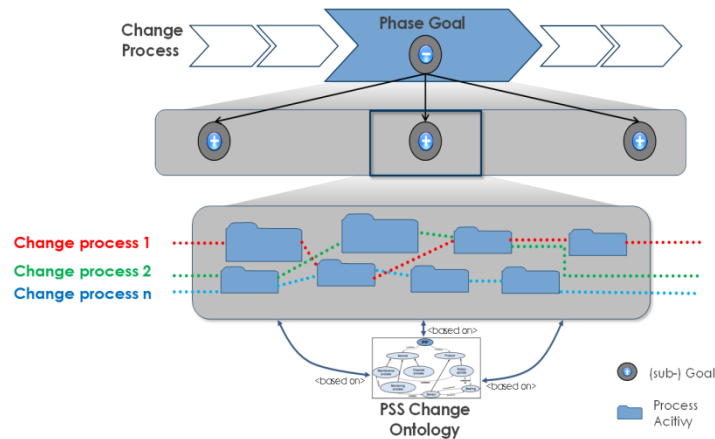 Change
Process
Phase Goal
Change process 1
Change process 2
Change process n
<based on>
<based on>
<based on>
PSS Change
Ontology
(sub-) Goal
Process
Acitivy